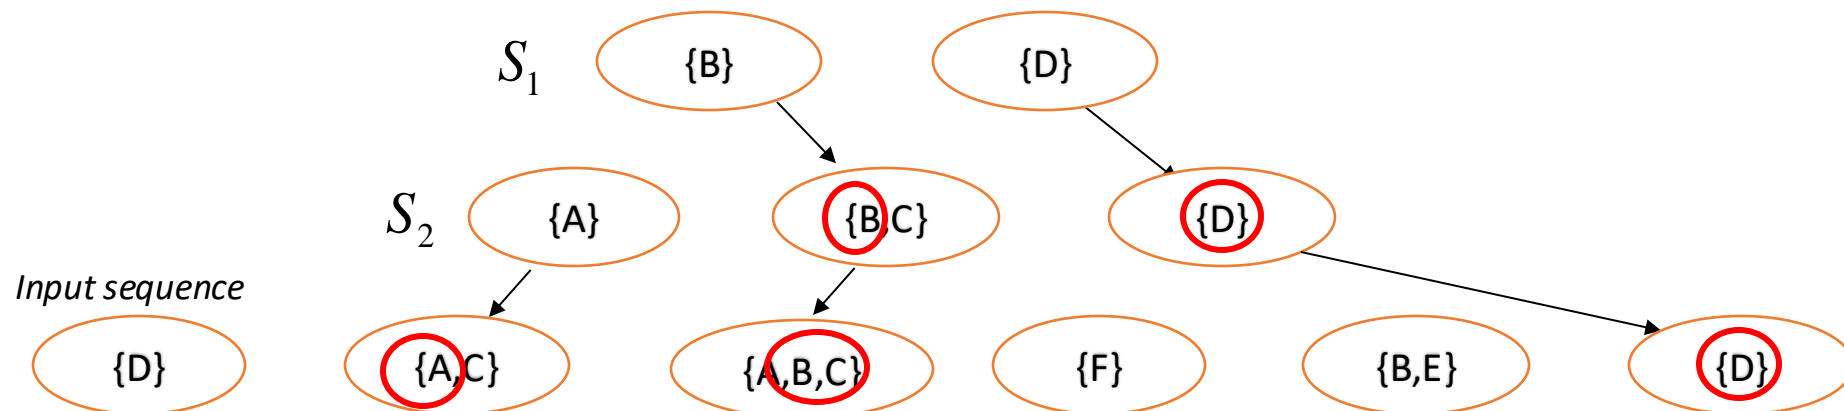 S1 {B} {D}
S2 {A} {B,C} {D}
Input sequence
{D} {A,C} {A,B,C} {F} {B,E} {D}